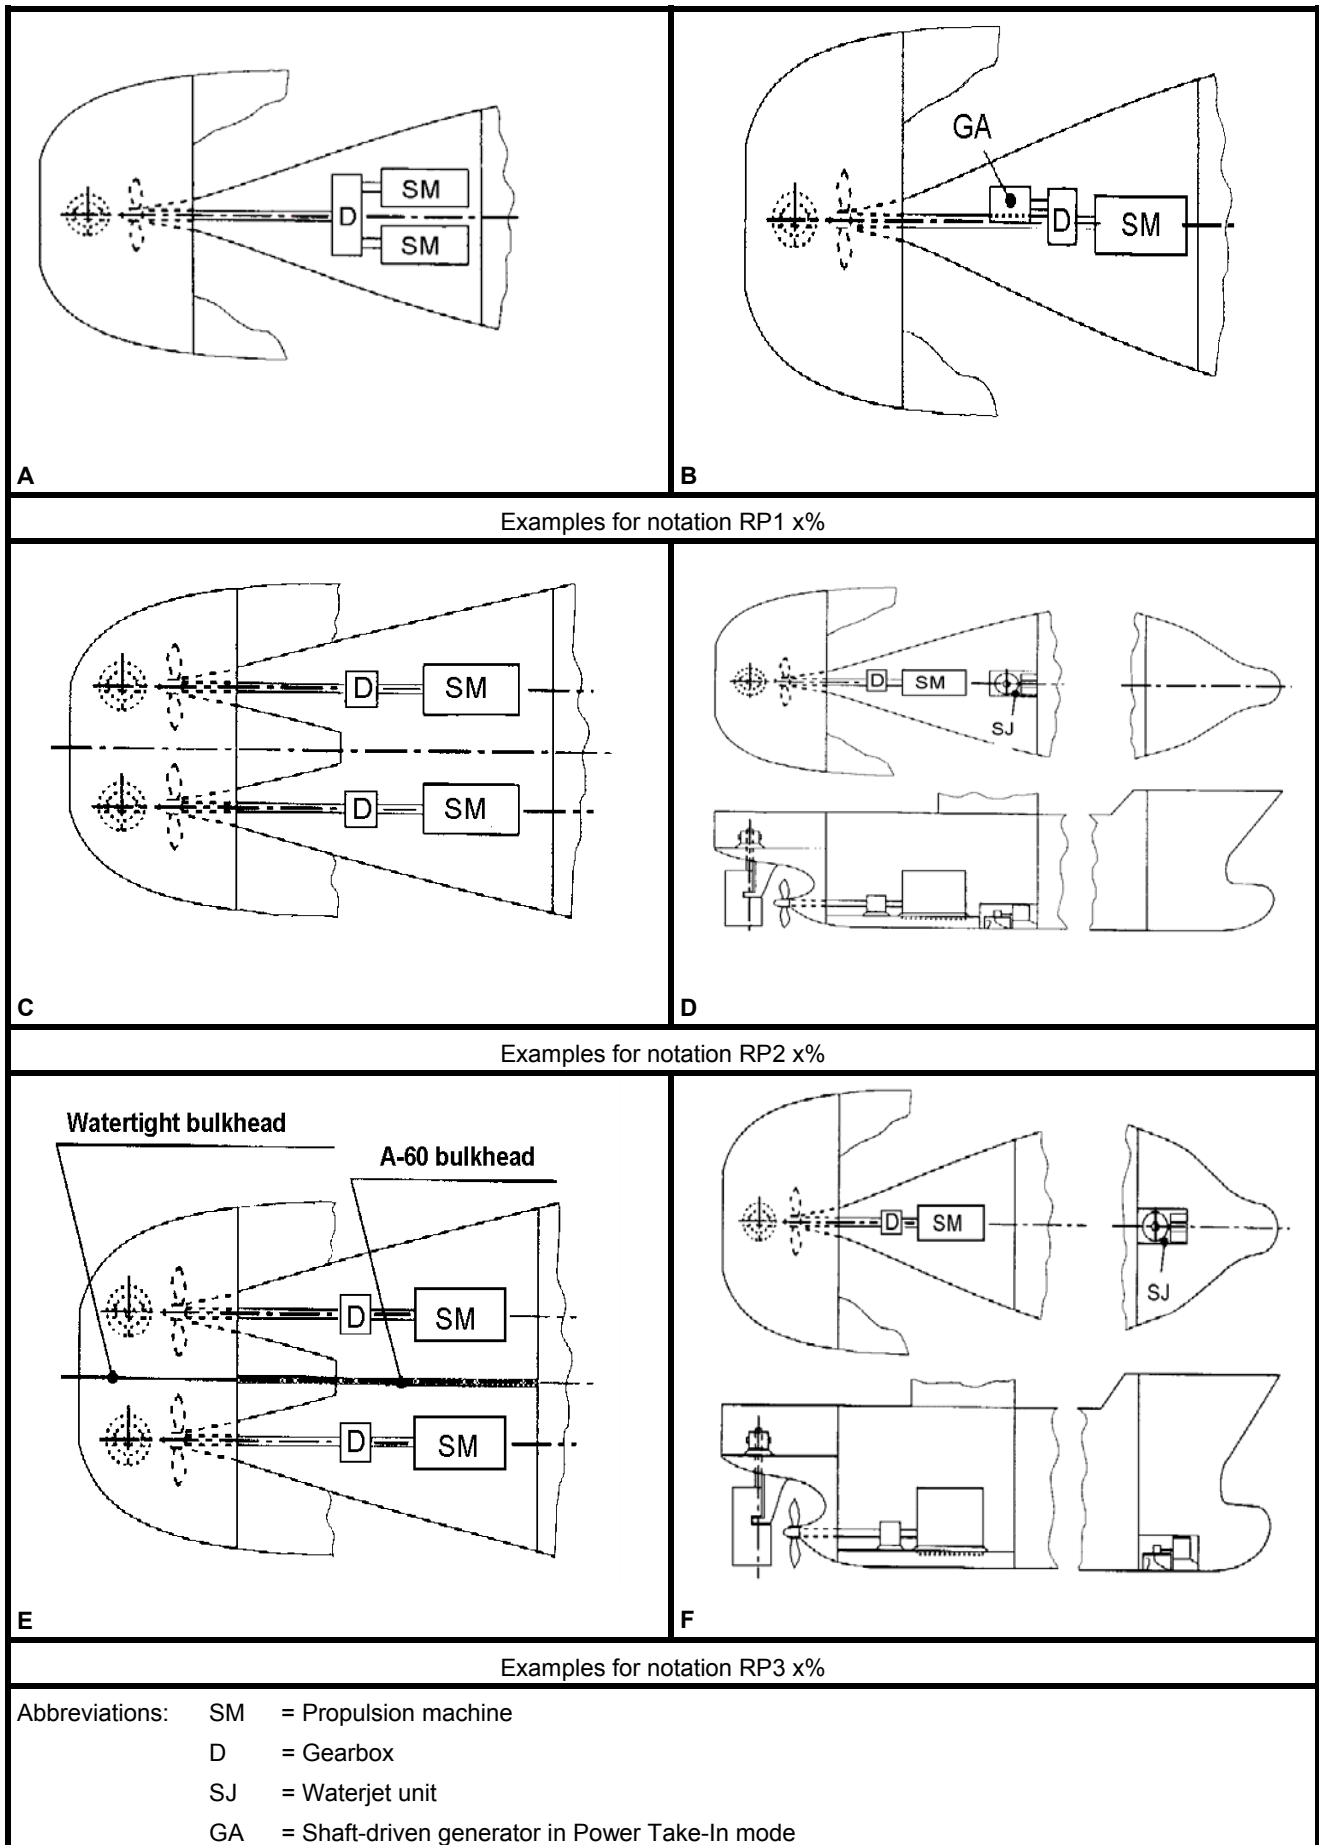 SM
D
SM
A
GA
D
SM
B
Examples for notation RP1 x%
D
SM
D
SM
C
D
SM
SJ
D
Examples for notation RP2 x%
Watertight bulkhead
A-60 bulkhead
D
SM
D
SM
E
D
SM
SJ
F
Examples for notation RP3 x%
Abbreviations: SM = Propulsion machine
D = Gearbox
SJ = Waterjet unit
GA = Shaft-driven generator in Power Take-In mode